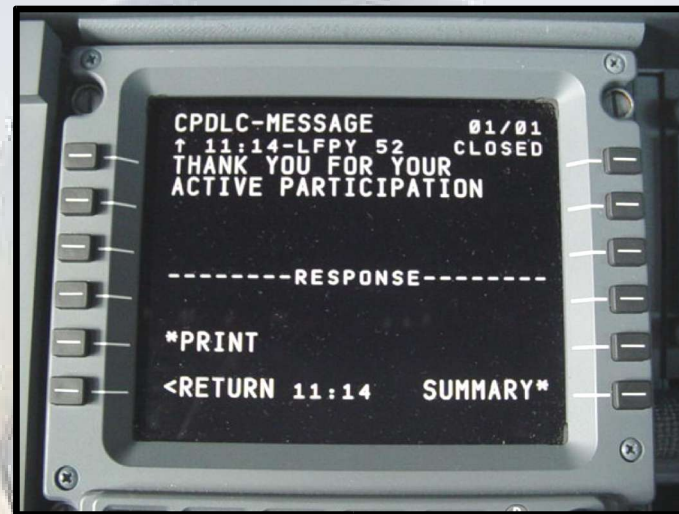 CPDLC-MESSAGE 01/01
↑ 11:14-LFPY 52 CLOSED
THANK YOU FOR YOUR
ACTIVE PARTICIPATION
--------RESPONSE--------
*PRINT
<RETURN 11:14 SUMMARY*